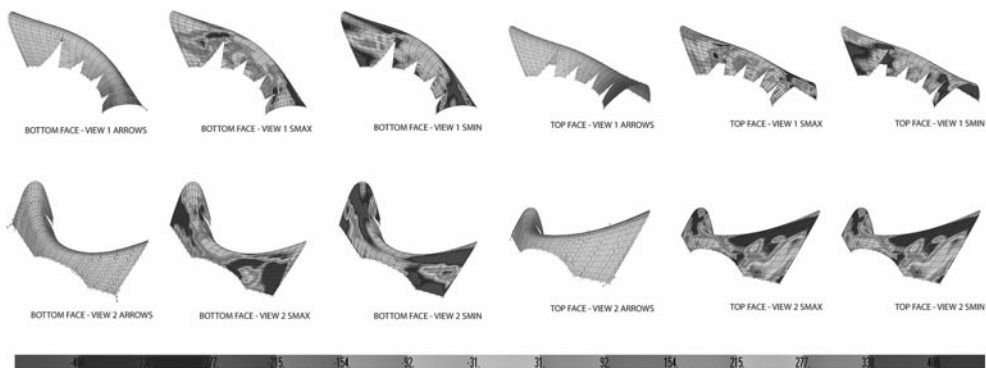 BOTTOM FACE - VIEW 1 ARROWS
BOTTOM FACE - VIEW 1 SMAX
BOTTOM FACE - VIEW 1 SMIN
TOP FACE - VIEW 1 ARROWS
TOP FACE - VIEW 1 SMAX
TOP FACE - VIEW 1 SMIN
BOTTOM FACE - VIEW 2 ARROWS
BOTTOM FACE - VIEW 2 SMAX
BOTTOM FACE - VIEW 2 SMIN
TOP FACE - VIEW 2 ARROWS
TOP FACE - VIEW 2 SMAX
TOP FACE - VIEW 2 SMIN
-215. -154. -92. -31. 31. 92. 154. 215. 277.